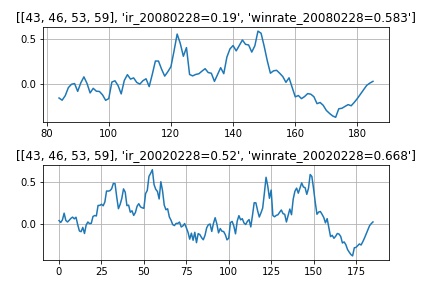 [[43, 46, 53, 59], 'ir_20080228=0.19', 'winrate_20080228=0.583']
0.5
0.0
80 100 120 140 160 180
[[43, 46, 53, 59], 'ir_20020228=0.52', 'winrate_20020228=0.668']
0.5
0.0
0 25 50 75 100 125 150 175